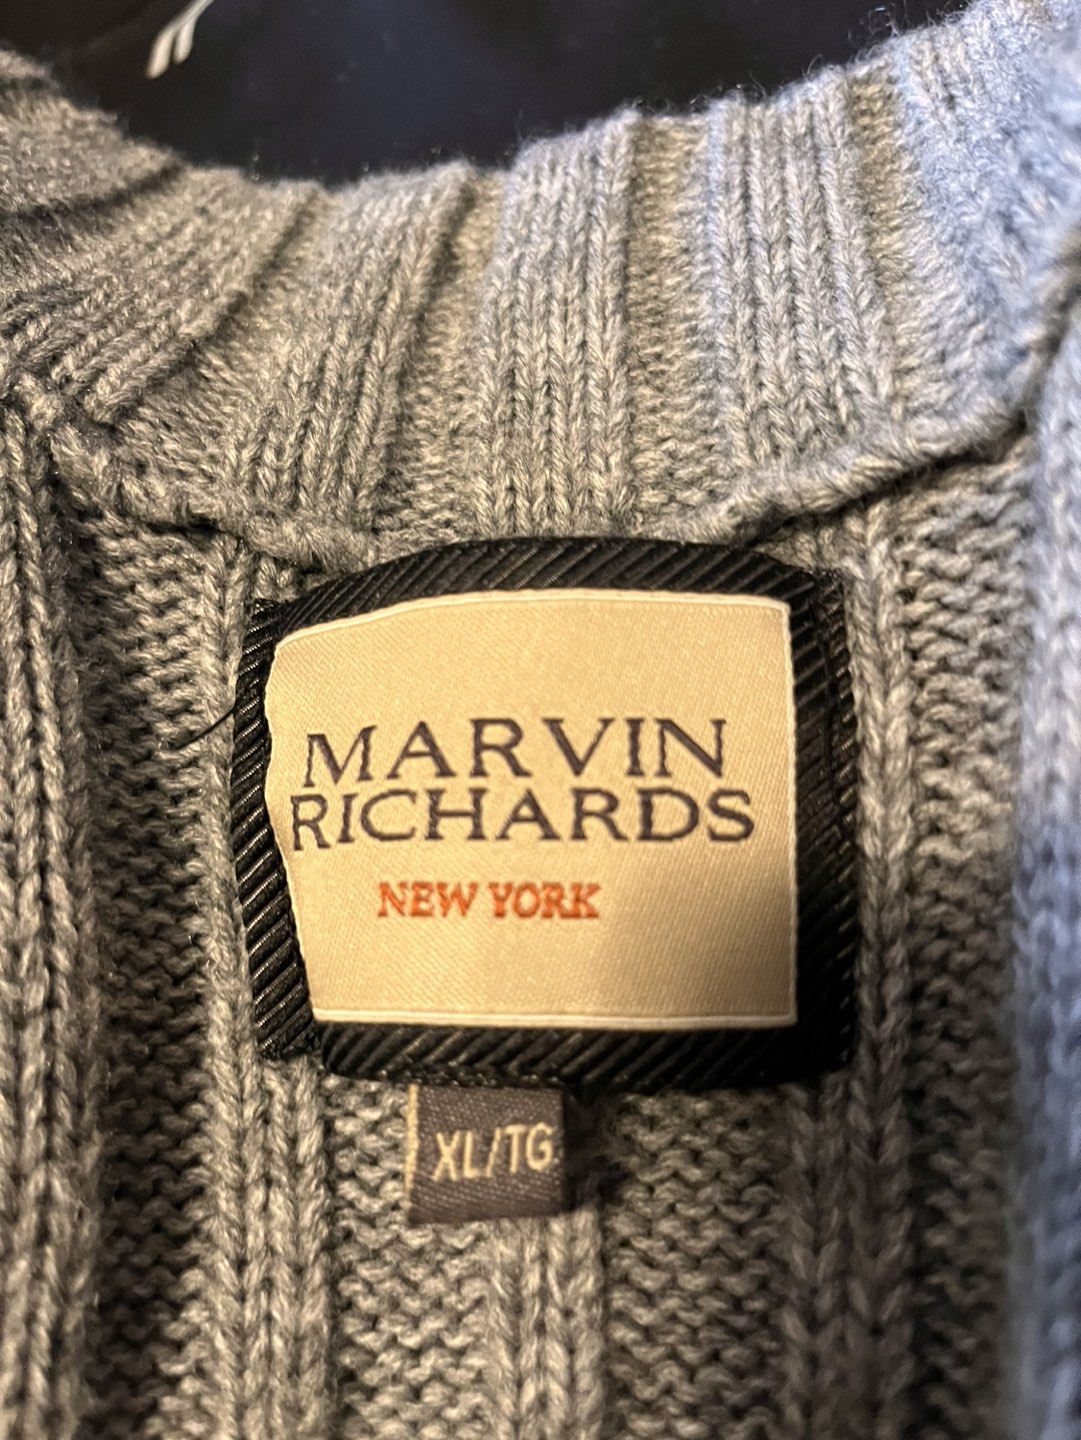 MARVIN
RICHARDS
NEW YORK
XL/TG